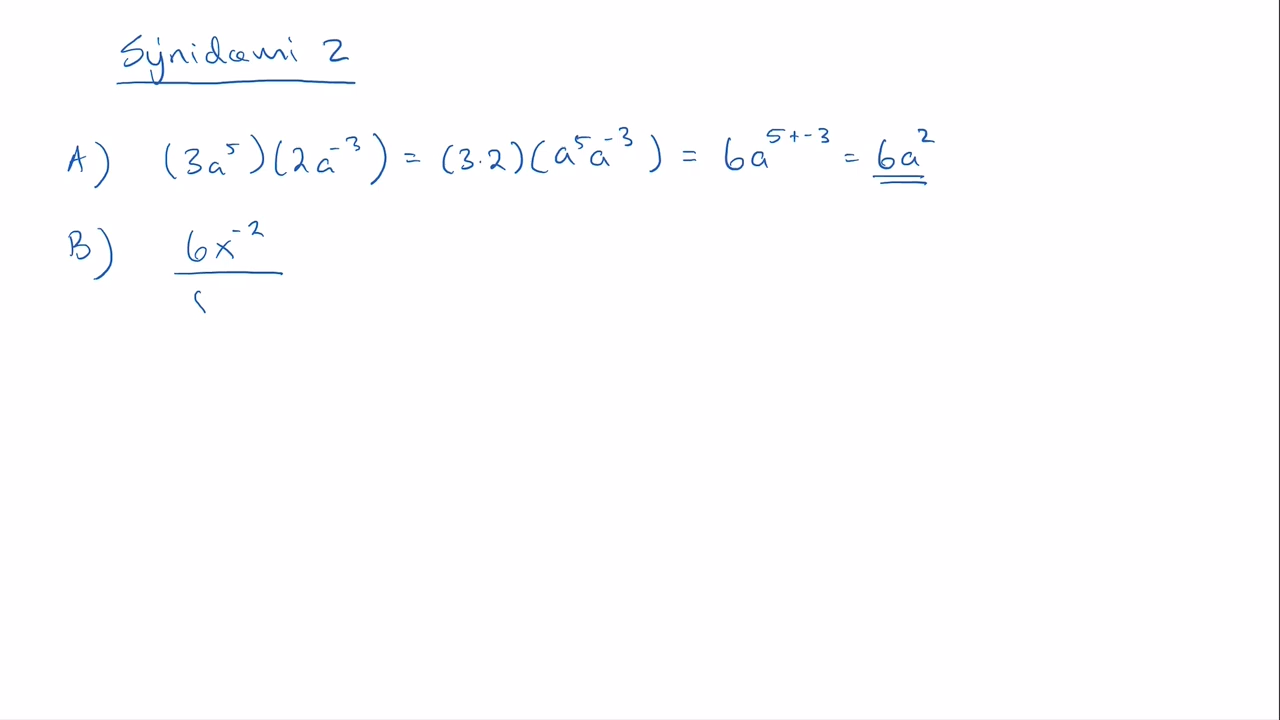 Sýnidæmi 2
A) (3a⁵)(2a⁻³) = (3·2)(a⁵a⁻³) = 6a⁵⁺⁻³ = 6a²
B) 6x⁻²